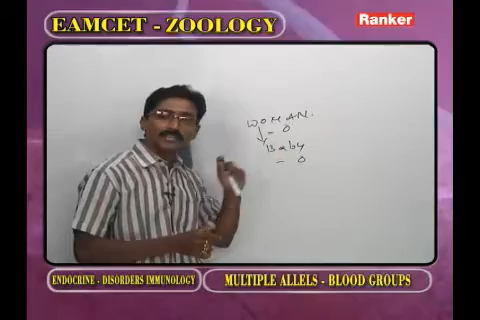 EAMCET - ZOOLOGY
Ranker
WOMAN.
- O
Baby
- O
ENDOCRINE - DISORDERS IMMUNOLOGY
MULTIPLE ALLELS - BLOOD GROUPS